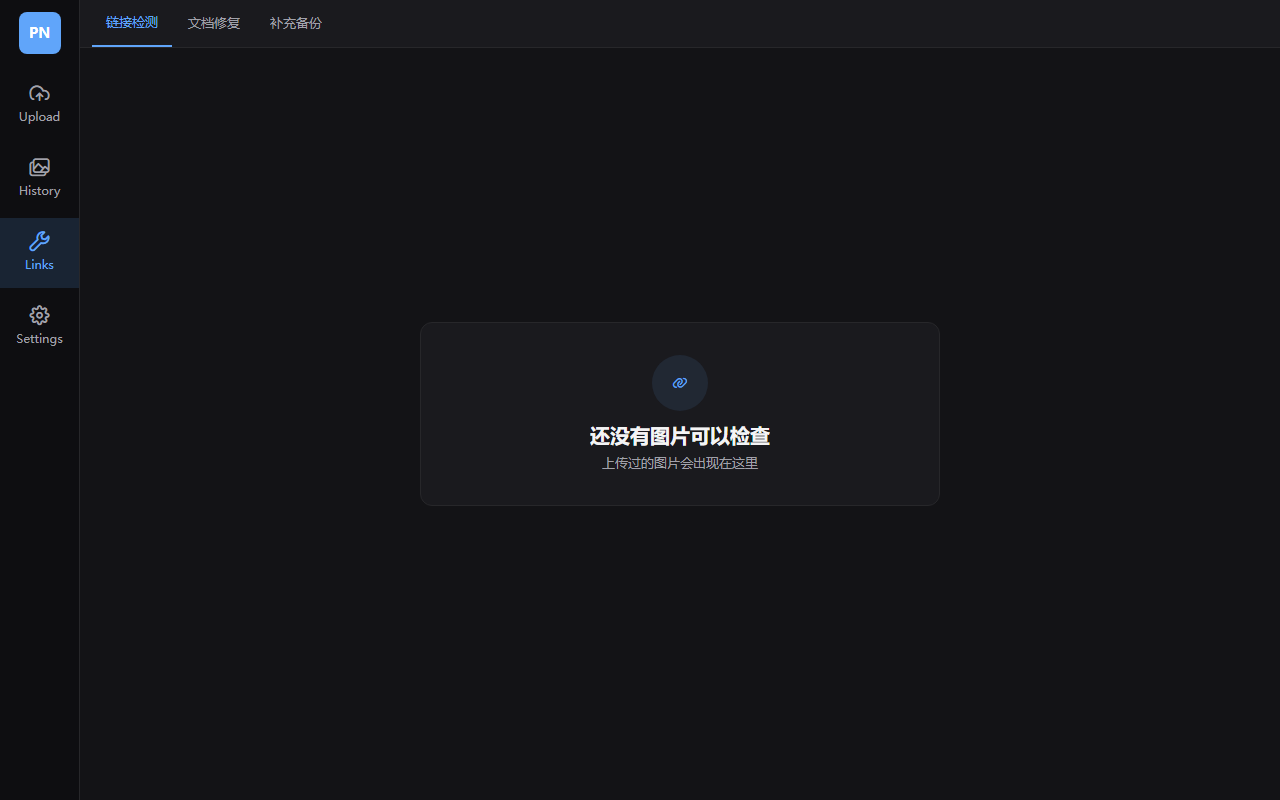 PN
Upload
History
Links
Settings
链接检测
文档修复
补充备份
还没有图片可以检查
上传过的图片会出现在这里